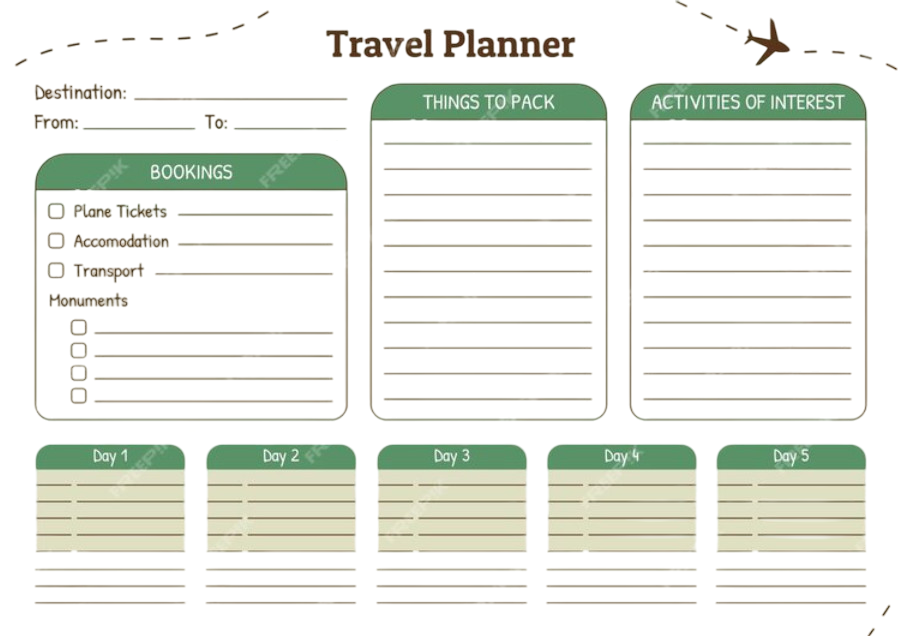 Travel Planner
Destination:
From: To:
BOOKINGS
Plane Tickets
Accomodation
Transport
Monuments
THINGS TO PACK
ACTIVITIES OF INTEREST
Day 1
Day 2
Day 3
Day 4
Day 5